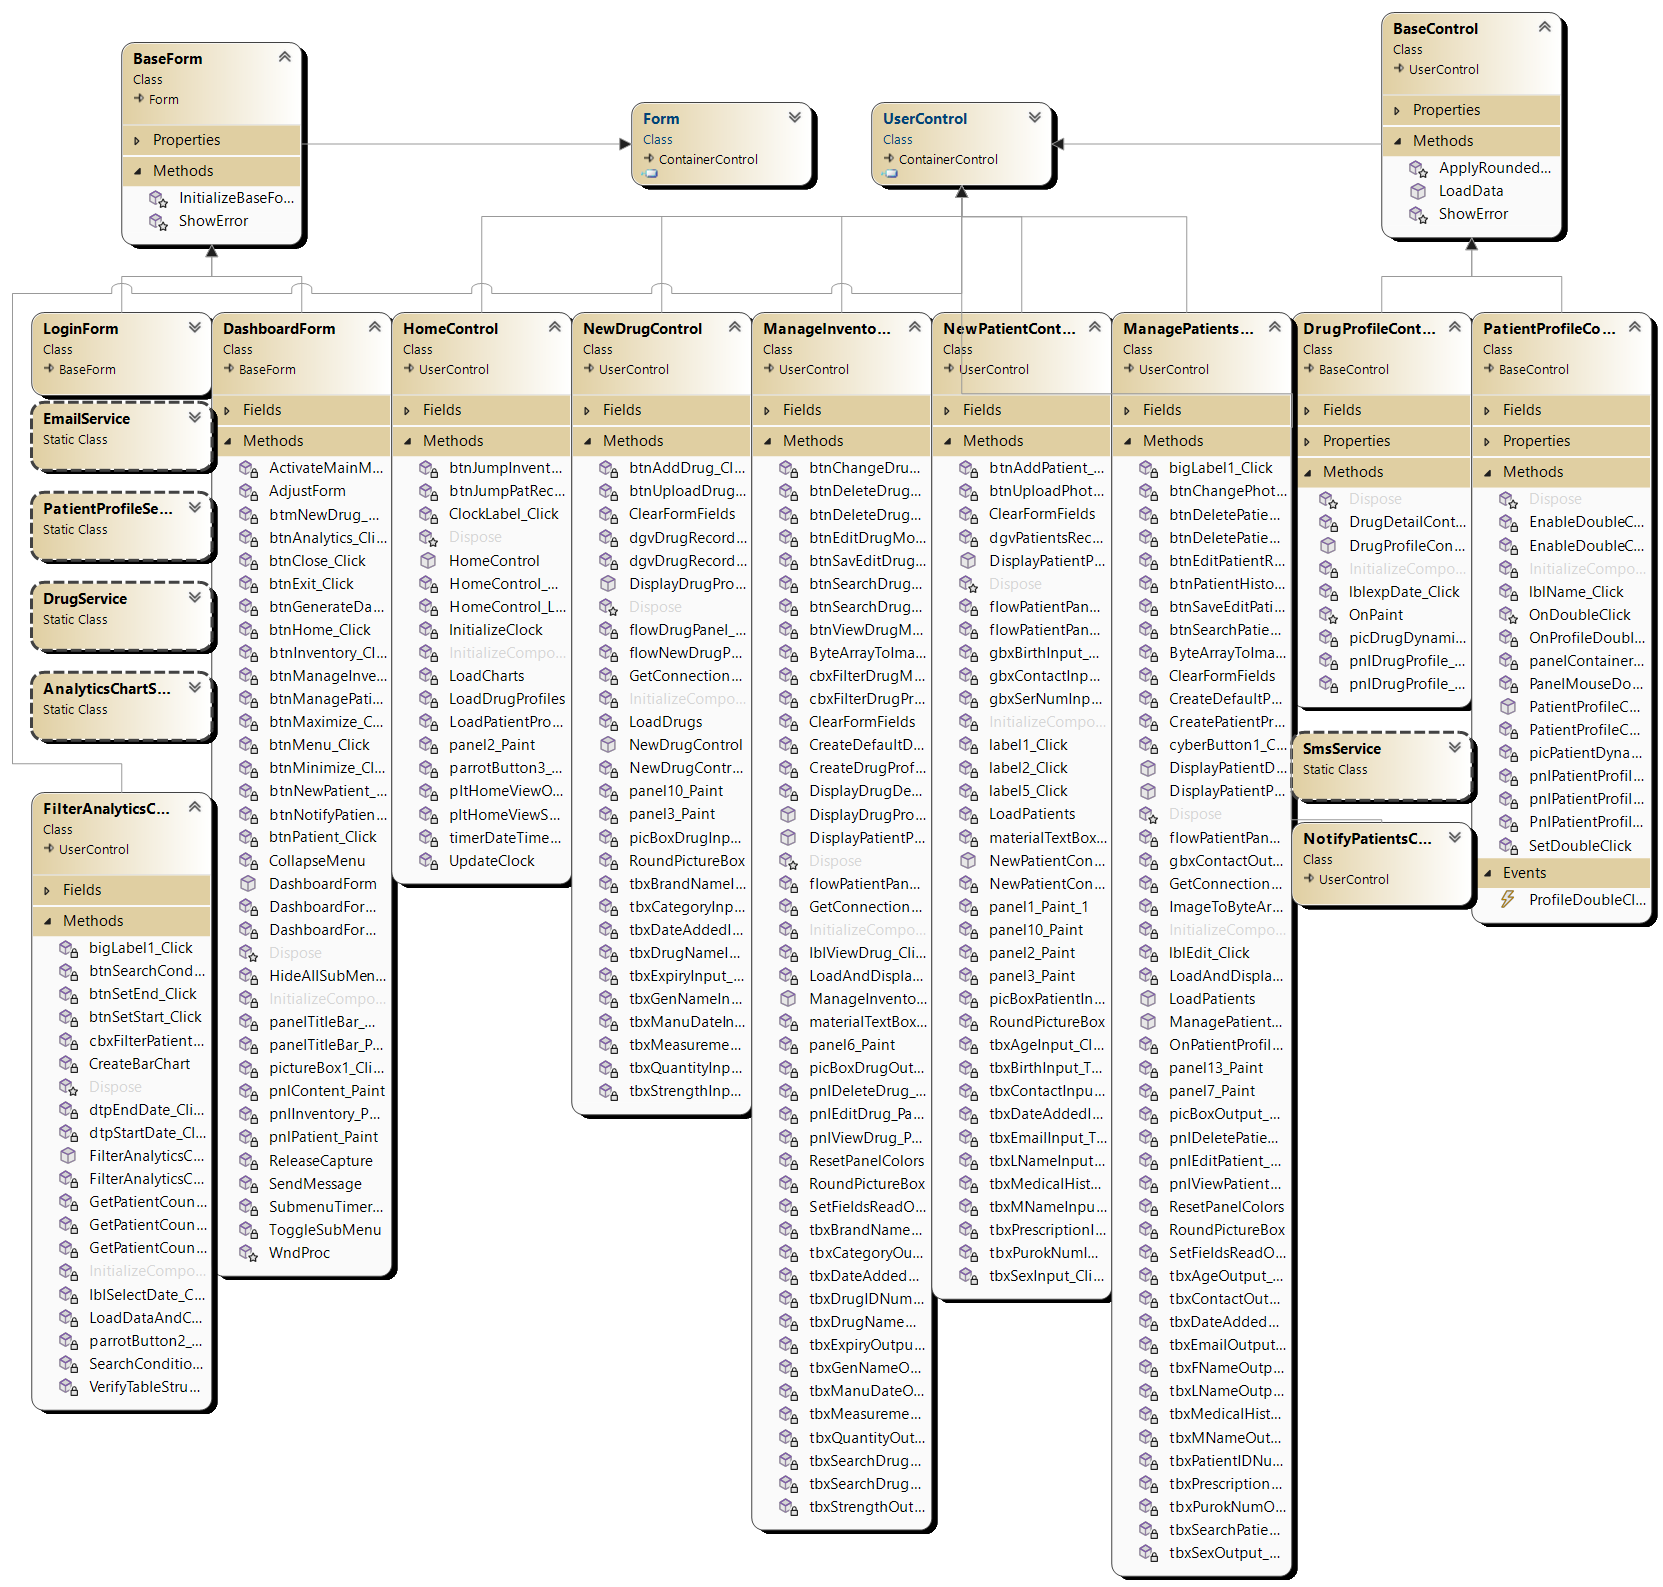 BaseForm
Class
Form
Properties
Methods
InitializeBaseFo...
ShowError
Form
Class
ContainerControl
UserControl
Class
ContainerControl
BaseControl
Class
UserControl
Properties
Methods
ApplyRounded...
LoadData
ShowError
LoginForm
Class
BaseForm
EmailService
Static Class
PatientProfileSe...
Static Class
DrugService
Static Class
AnalyticsChartS...
Static Class
FilterAnalyticsC...
Class
UserControl
Fields
Methods
bigLabel1_Click
btnSearchCond...
btnSetEnd_Click
btnSetStart_Click
cbxFilterPatient...
CreateBarChart
Dispose
dtpEndDate_Cli...
dtpStartDate_Cl...
FilterAnalyticsC...
FilterAnalyticsC...
GetPatientCoun...
GetPatientCoun...
GetPatientCoun...
InitializeCompo...
lblSelectDate_C...
LoadDataAndC...
parrotButton2_...
SearchConditio...
VerifyTableStru...
DashboardForm
Class
BaseForm
Fields
Methods
ActivateMainM...
AdjustForm
btmNewDrug_...
btnAnalytics_Cli...
btnClose_Click
btnExit_Click
btnGenerateDa...
btnHome_Click
btnInventory_Cl...
btnManageInve...
btnManagePati...
btnMaximize_C...
btnMenu_Click
btnMinimize_Cl...
btnNewPatient_...
btnNotifyPatien...
btnPatient_Click
CollapseMenu
DashboardForm
DashboardFor...
DashboardFor...
Dispose
HideAllSubMen...
InitializeCompo...
panelTitleBar_...
panelTitleBar_P...
pictureBox1_Cli...
pnlContent_Paint
pnlInventory_P...
pnlPatient_Paint
ReleaseCapture
SendMessage
SubmenuTimer...
ToggleSubMenu
WndProc
HomeControl
Class
UserControl
Fields
Methods
btnJumpInvent...
btnJumpPatRec...
ClockLabel_Click
Dispose
HomeControl
HomeControl_...
HomeControl_L...
InitializeClock
InitializeCompo...
LoadCharts
LoadDrugProfiles
LoadPatientPro...
panel2_Paint
parrotButton3_...
pltHomeViewO...
pltHomeViewS...
timerDateTime...
UpdateClock
NewDrugControl
Class
UserControl
Fields
Methods
btnAddDrug_Cl...
btnUploadDrug...
ClearFormFields
dgvDrugRecord...
dgvDrugRecord...
DisplayDrugPro...
Dispose
flowDrugPanel_...
flowNewDrugP...
GetConnection...
InitializeCompo...
LoadDrugs
NewDrugControl
NewDrugContr...
panel10_Paint
panel3_Paint
picBoxDrugInp...
RoundPictureBox
tbxBrandNameI...
tbxCategoryInp...
tbxDateAddedI...
tbxDrugNameI...
tbxExpiryInput_...
tbxGenNameIn...
tbxManuDateIn...
tbxMeasureme...
tbxQuantityInp...
tbxStrengthInp...
ManageInvento...
Class
UserControl
Fields
Methods
btnChangeDru...
btnDeleteDrug...
btnDeleteDrug...
btnEditDrugMo...
btnSavEditDrug...
btnSearchDrug...
btnSearchDrug...
btnViewDrugM...
ByteArrayToIma...
cbxFilterDrugM...
cbxFilterDrugPr...
ClearFormFields
CreateDefaultD...
CreateDrugProf...
DisplayDrugDe...
DisplayDrugPro...
DisplayPatientP...
Dispose
flowPatientPan...
GetConnection...
InitializeCompo...
lblViewDrug_Cli...
LoadAndDispla...
ManageInvento...
materialTextBox...
panel6_Paint
picBoxDrugOut...
pnlDeleteDrug_...
pnlEditDrug_Pa...
pnlViewDrug_P...
ResetPanelColors
RoundPictureBox
SetFieldsReadO...
tbxBrandName...
tbxCategoryOu...
tbxDateAdded...
tbxDrugIDNum...
tbxDrugName...
tbxExpiryOutpu...
tbxGenNameO...
tbxManuDateO...
tbxMeasureme...
tbxQuantityOut...
tbxSearchDrug...
tbxSearchDrug...
tbxStrengthOut...
NewPatientCont...
Class
UserControl
Fields
Methods
btnAddPatient_...
btnUploadPhot...
ClearFormFields
dgvPatientsRec...
DisplayPatientP...
Dispose
flowPatientPan...
flowPatientPan...
gbxBirthInput_...
gbxContactInp...
gbxSerNumInp...
InitializeCompo...
label1_Click
label2_Click
label5_Click
LoadPatients
materialTextBox...
NewPatientCon...
NewPatientCon...
panel1_Paint_1
panel10_Paint
panel2_Paint
panel3_Paint
picBoxPatientIn...
RoundPictureBox
tbxAgeInput_Cl...
tbxBirthInput_T...
tbxContactInpu...
tbxDateAddedI...
tbxEmailInput_T...
tbxLNameInput...
tbxMedicalHist...
tbxMNameInpu...
tbxPrescriptionI...
tbxPurokNumI...
tbxSexInput_Cli...
ManagePatients...
Class
UserControl
Fields
Methods
bigLabel1_Click
btnChangePhot...
btnDeletePatie...
btnDeletePatie...
btnEditPatientR...
btnPatientHisto...
btnSaveEditPati...
btnSearchPatie...
ByteArrayToIma...
ClearFormFields
CreateDefaultP...
CreatePatientPr...
cyberButton1_C...
DisplayPatientD...
DisplayPatientP...
Dispose
flowPatientPan...
gbxContactOut...
GetConnection...
ImageToByteAr...
InitializeCompo...
lblEdit_Click
LoadAndDispla...
LoadPatients
ManagePatient...
OnPatientProfil...
panel13_Paint
panel7_Paint
picBoxOutput_...
pnlDeletePatie...
pnlEditPatient_...
pnlViewPatient...
ResetPanelColors
RoundPictureBox
SetFieldsReadO...
tbxAgeOutput_...
tbxContactOut...
tbxDateAdded...
tbxEmailOutput...
tbxFNameOutp...
tbxLNameOutp...
tbxMedicalHist...
tbxMNameOut...
tbxPatientIDNu...
tbxPrescription...
tbxPurokNumO...
tbxSearchPatie...
tbxSexOutput_...
DrugProfileCont...
Class
BaseControl
Fields
Properties
Methods
Dispose
DrugDetailCont...
DrugProfileCon...
InitializeCompo...
lblexpDate_Click
OnPaint
picDrugDynami...
pnlDrugProfile_...
pnlDrugProfile_...
SmsService
Static Class
NotifyPatientsC...
Class
UserControl
PatientProfileCo...
Class
BaseControl
Fields
Properties
Methods
Dispose
EnableDoubleC...
EnableDoubleC...
InitializeCompo...
lblName_Click
OnDoubleClick
OnProfileDoubl...
panelContainer...
PanelMouseDo...
PatientProfileC...
PatientProfileC...
picPatientDyna...
pnlPatientProfil...
pnlPatientProfil...
PnlPatientProfil...
SetDoubleClick
Events
ProfileDoubleCl...